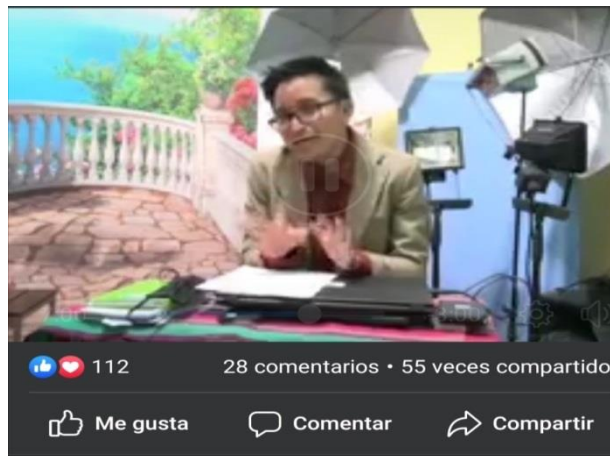 112 28 comentarios • 55 veces compartido
Me gusta Comentar Compartir